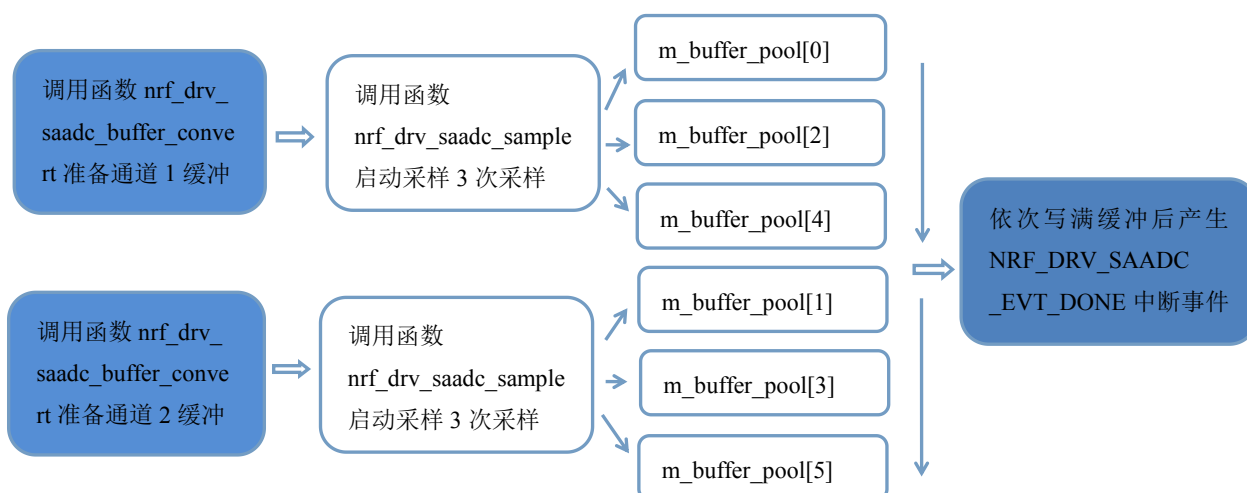 调用函数 nrf_drv_
saadc_buffer_conve
rt 准备通道 1 缓冲
调用函数
nrf_drv_saadc_sample
启动采样 3 次采样
m_buffer_pool[0]
m_buffer_pool[2]
m_buffer_pool[4]
调用函数 nrf_drv_
saadc_buffer_conve
rt 准备通道 2 缓冲
调用函数
nrf_drv_saadc_sample
启动采样 3 次采样
m_buffer_pool[1]
m_buffer_pool[3]
m_buffer_pool[5]
依次写满缓冲后产生
NRF_DRV_SAADC
_EVT_DONE 中断事件